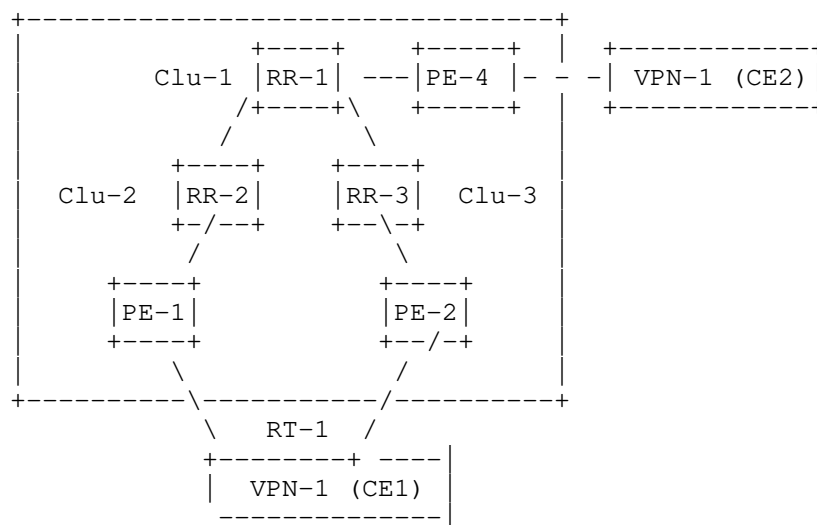 Clu-1 RR-1 PE-4 VPN-1 (CE2)
Clu-2 RR-2 RR-3 Clu-3
PE-1 PE-2
RT-1
VPN-1 (CE1)